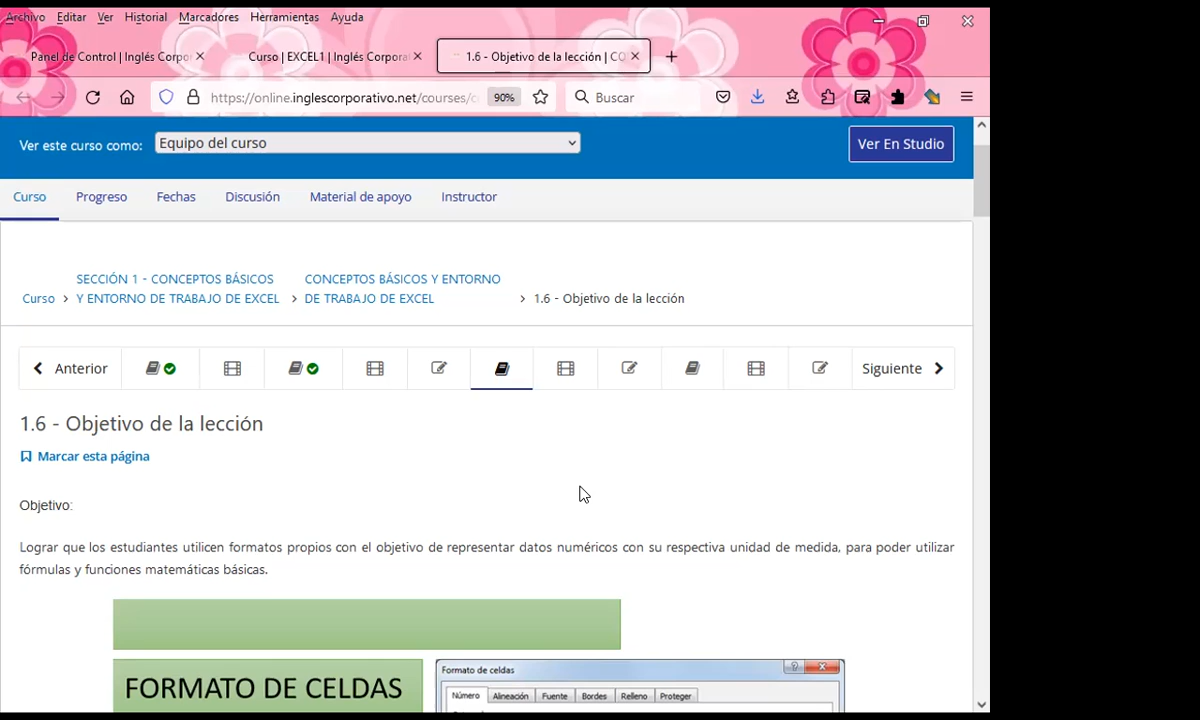 Archivo Editar Ver Historial Marcadores Herramientas Ayuda
Panel de Control | Inglés Corpor
Curso | EXCEL1 | Inglés Corpora
1.6 - Objetivo de la lección | CO
https://online.inglescorporativo.net/courses/c
90%
Buscar
Ver este curso como:
Equipo del curso
Ver En Studio
Curso Progreso Fechas Discusión Material de apoyo Instructor
Curso > SECCIÓN 1 - CONCEPTOS BÁSICOS
Y ENTORNO DE TRABAJO DE EXCEL
> CONCEPTOS BÁSICOS Y ENTORNO
DE TRABAJO DE EXCEL
> 1.6 - Objetivo de la lección
Anterior
Siguiente
1.6 - Objetivo de la lección
Marcar esta página
Objetivo:
Lograr que los estudiantes utilicen formatos propios con el objetivo de representar datos numéricos con su respectiva unidad de medida, para poder utilizar
fórmulas y funciones matemáticas básicas.
FORMATO DE CELDAS
Formato de celdas
Número Alineación Fuente Bordes Relleno Proteger